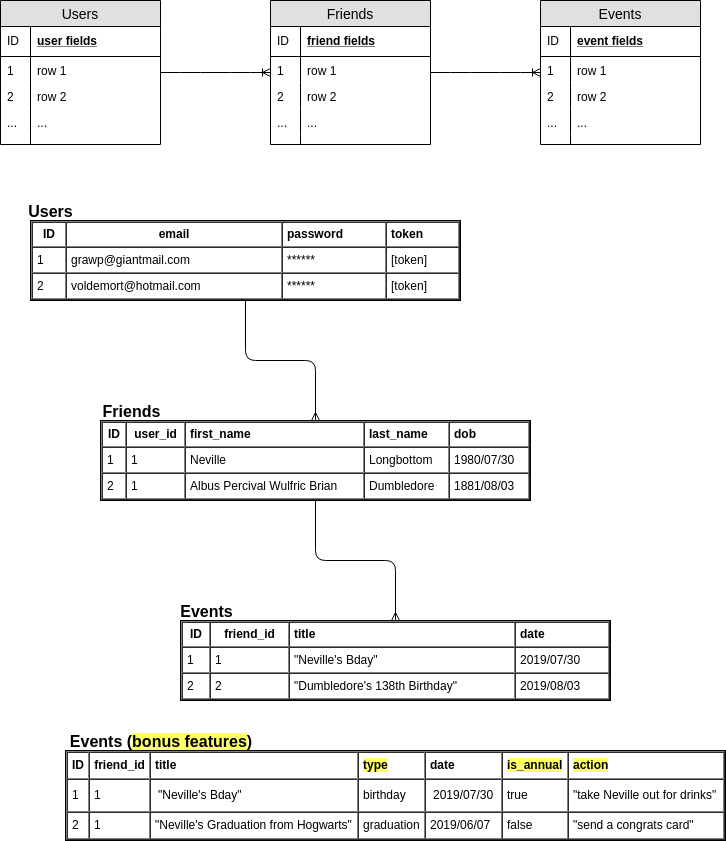 Users Friends Events
ID user fields ID friend fields ID event fields
1 row 1 1 row 1 1 row 1
2 row 2 2 row 2 2 row 2
... ... ... ... ... ...
Users
ID email password token
1 grawp@giantmail.com ****** [token]
2 voldemort@hotmail.com ****** [token]
Friends
ID user_id first_name last_name dob
1 1 Neville Longbottom 1980/07/30
2 1 Albus Percival Wulfric Brian Dumbledore 1881/08/03
Events
ID friend_id title date
1 1 "Neville's Bday" 2019/07/30
2 2 "Dumbledore's 138th Birthday" 2019/08/03
Events (bonus features)
ID friend_id title type date is_annual action
1 1 "Neville's Bday" birthday 2019/07/30 true "take Neville out for drinks"
2 1 "Neville's Graduation from Hogwarts" graduation 2019/06/07 false "send a congrats card"